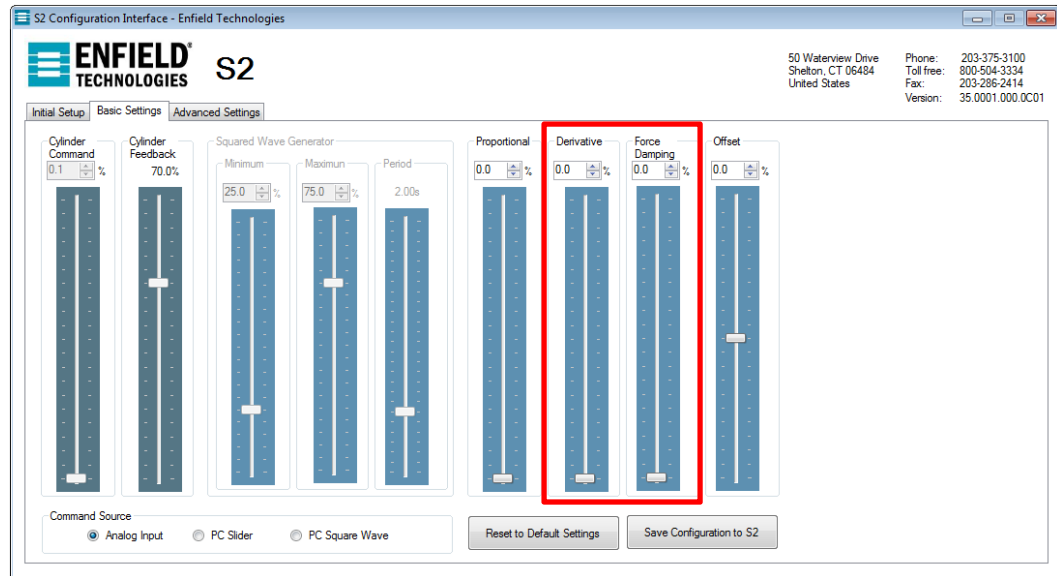 S2 Configuration Interface - Enfield Technologies
ENFIELD®
TECHNOLOGIES
S2
50 Waterview Drive
Shelton, CT 06484
United States
Phone: 203-375-3100
Toll free: 800-504-3334
Fax: 203-286-2414
Version: 35.0001.000.0C01
Initial Setup Basic Settings Advanced Settings
Cylinder Command
0.1 %
Cylinder Feedback
70.0%
Squared Wave Generator
Minimum
25.0 %
Maximun
75.0 %
Period
2.00s
Proportional
0.0 %
Derivative
0.0 %
Force Damping
0.0 %
Offset
0.0 %
Command Source
Analog Input PC Slider PC Square Wave
Reset to Default Settings
Save Configuration to S2